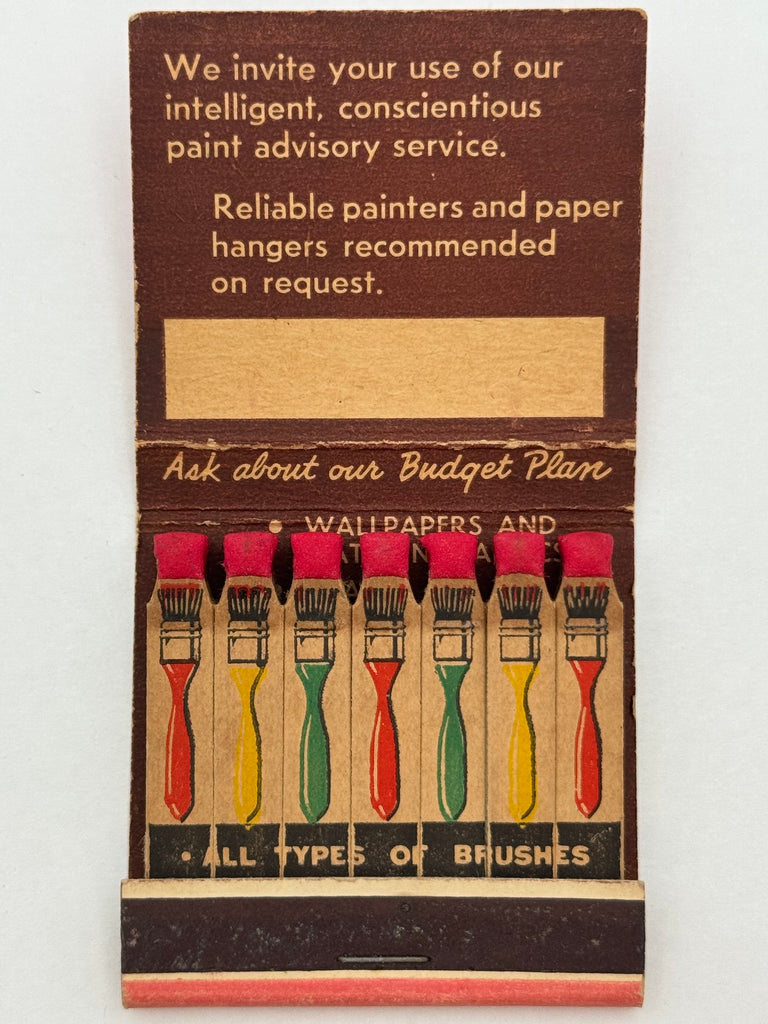 We invite your use of our
intelligent, conscientious
paint advisory service.
Reliable painters and paper
hangers recommended
on request.
Ask about our Budget Plan
• WALLPAPERS AND
• ALL TYPES OF BRUSHES